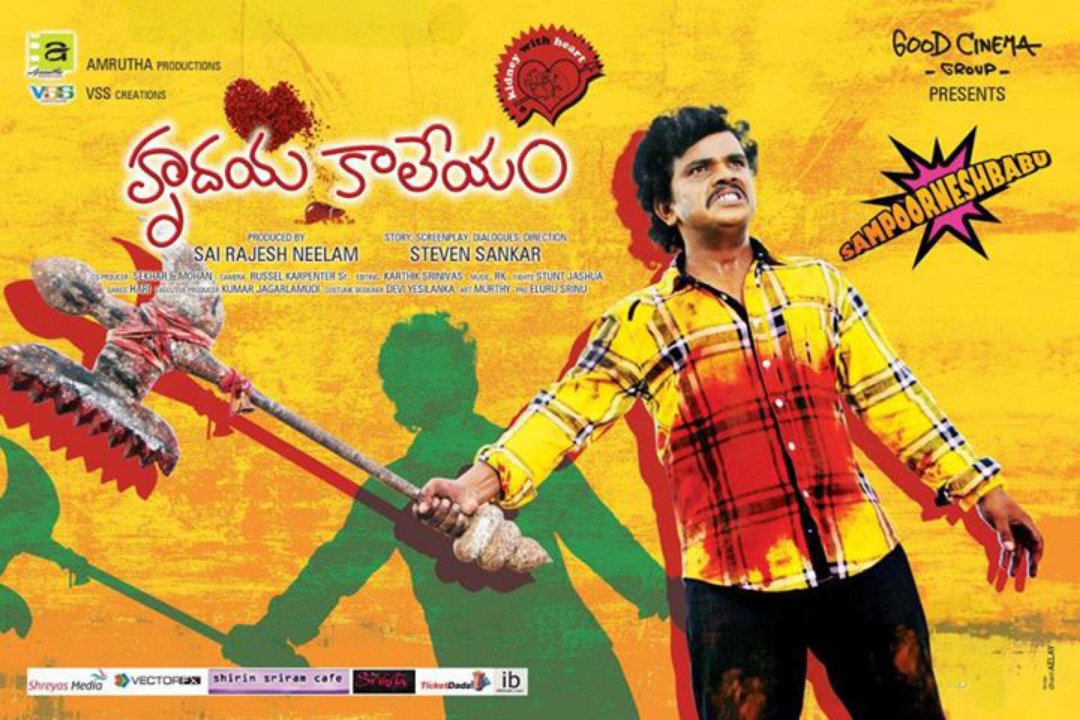 a
Amrutha
AMRUTHA PRODUCTIONS
VSS
VSS CREATIONS
kidney with heart
GOOD CINEMA
- GROUP -
PRESENTS
SAMPOORNESHBABU
హృదయ కాలేయం
PRODUCED BY
SAI RAJESH NEELAM
STORY, SCREENPLAY, DIALOGUES, DIRECTION
STEVEN SANKAR
CO PRODUCER SEKHAR & MOHAN CAMERA RUSSEL KARPENTER Sr. EDITING KARTHIK SRINIVAS MUSIC RK FIGHTS STUNT JASHUA
DANCE HARI EXECUTIVE PRODUCER KUMAR JAGARLAMUDI COSTUME DESIGNER DEVI YESILANKA ART MURTHY PRO ELURU SRINU
Shreyas Media
VECTORFX
shirin sriram cafe
TicketDada
ib